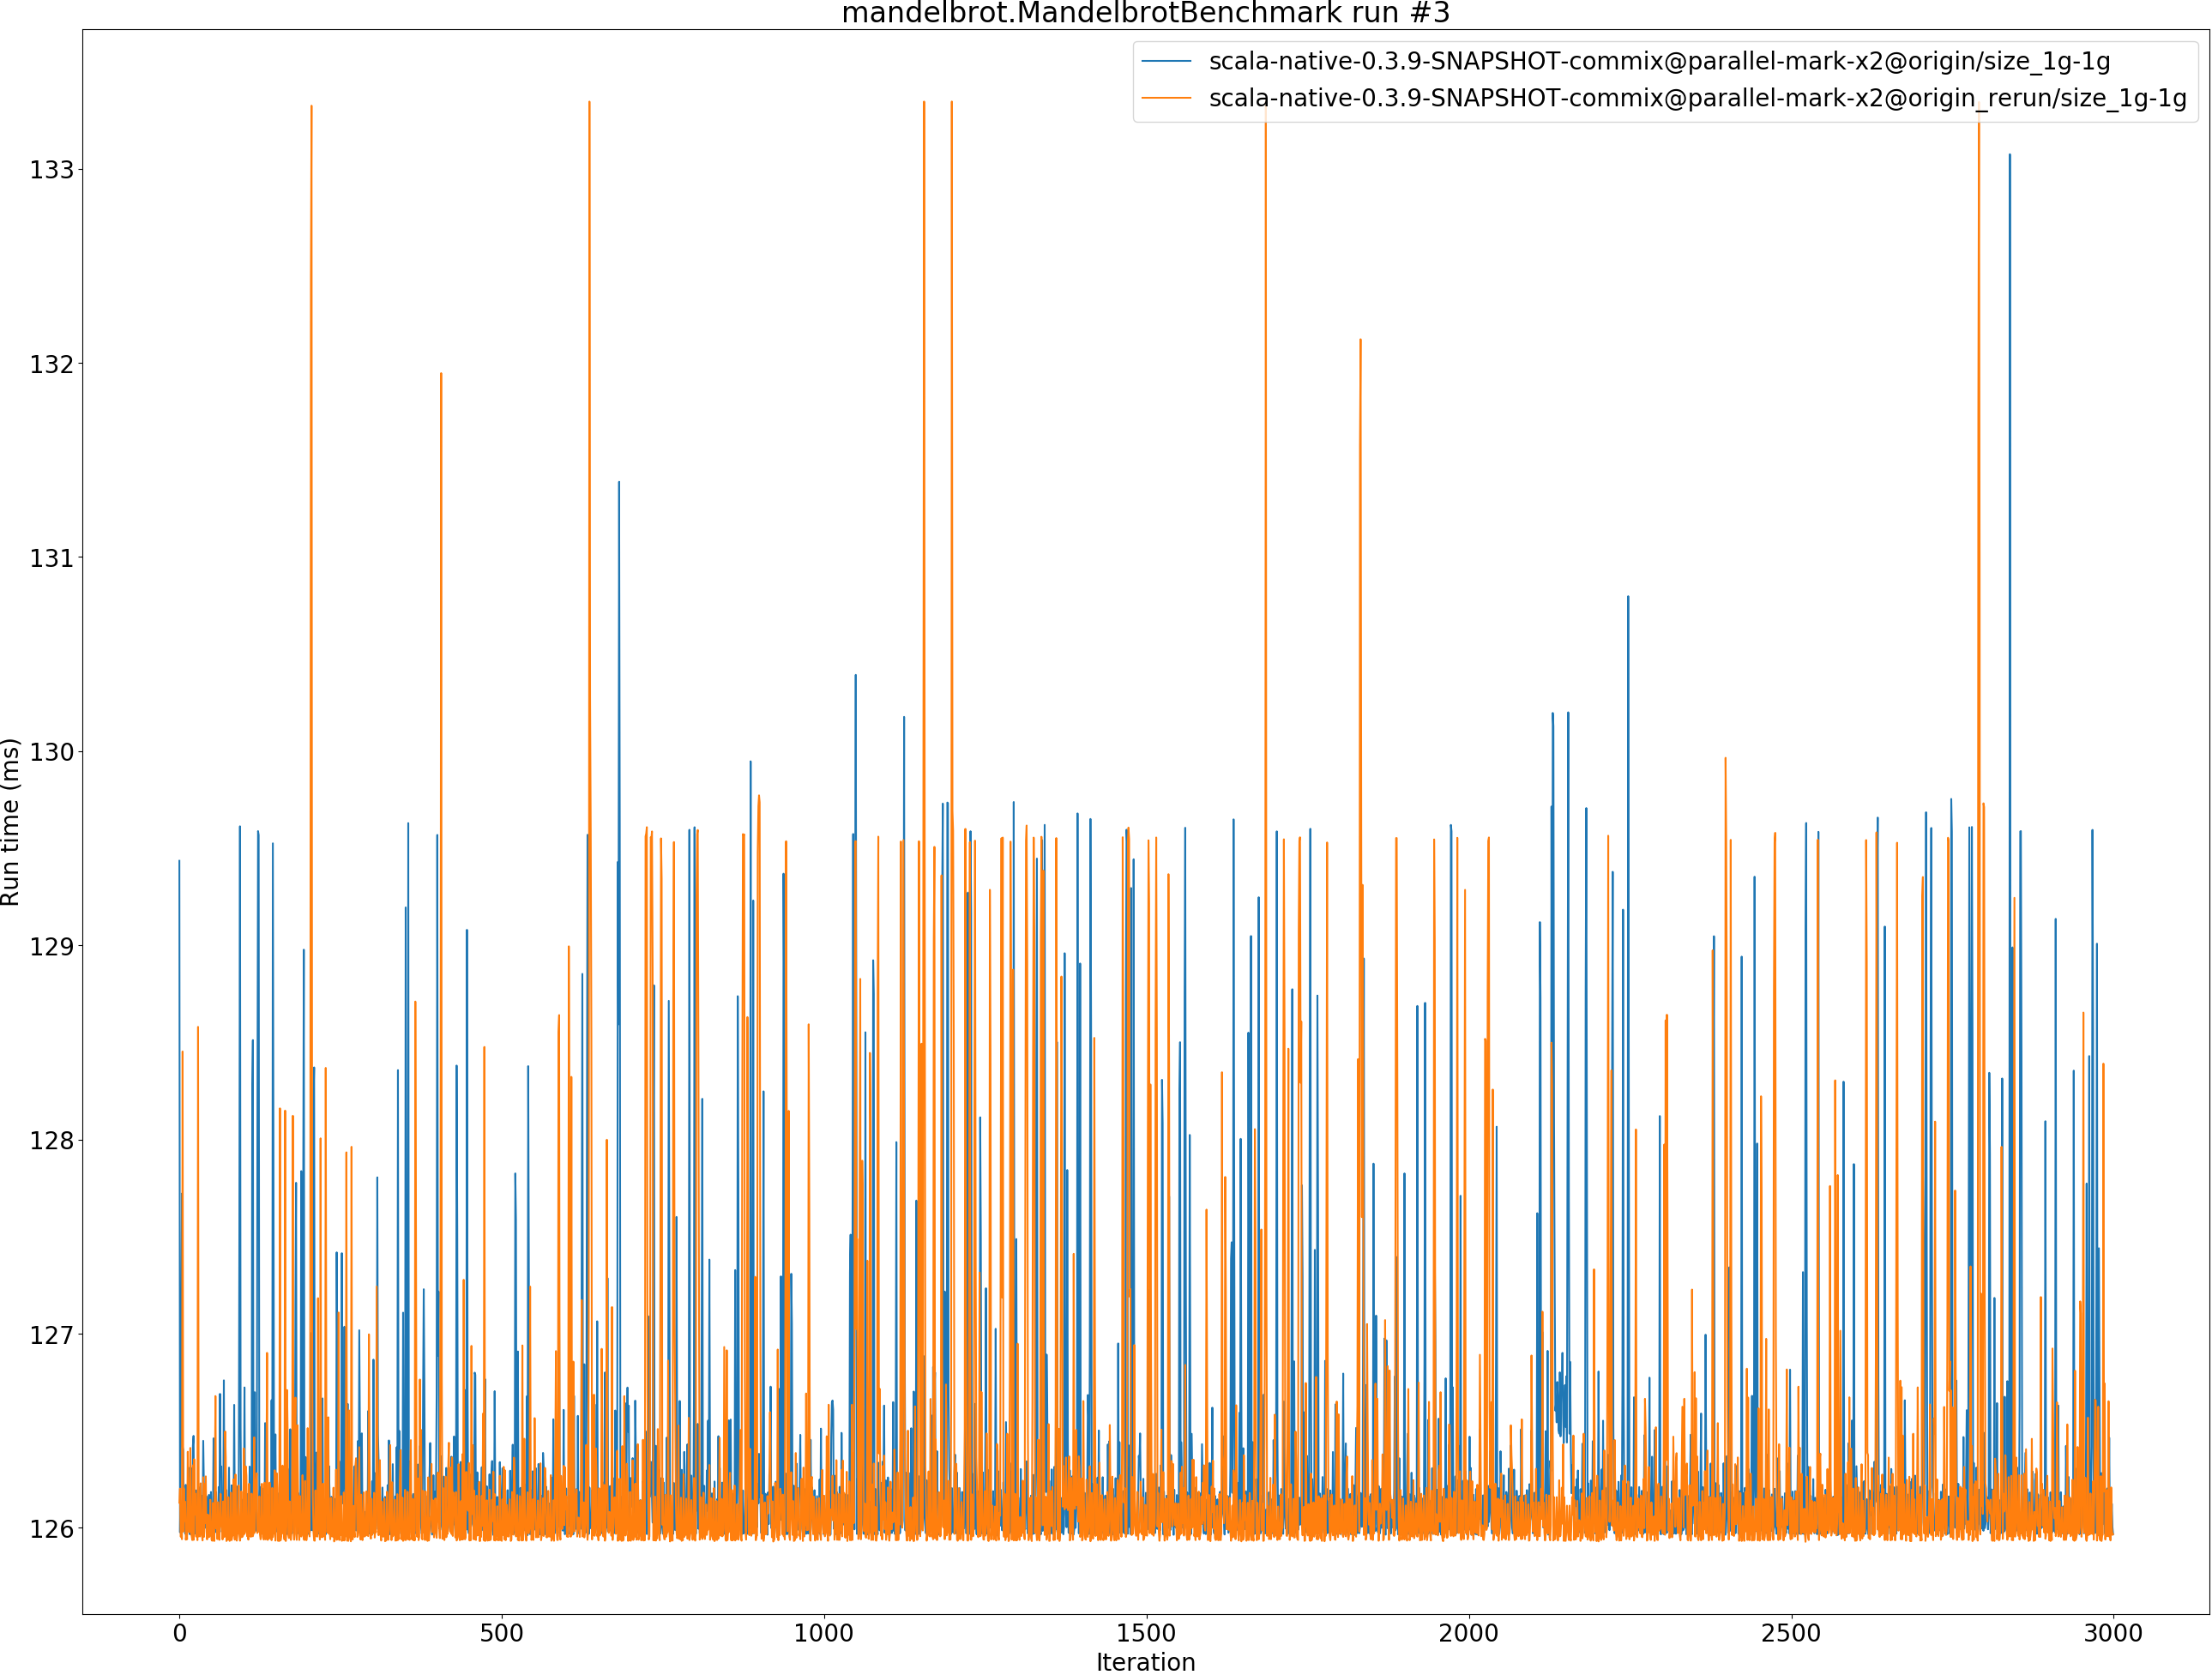 mandelbrot.MandelbrotBenchmark run #3
scala-native-0.3.9-SNAPSHOT-commix@parallel-mark-x2@origin/size_1g-1g
scala-native-0.3.9-SNAPSHOT-commix@parallel-mark-x2@origin_rerun/size_1g-1g
133
132
131
130
129
128
127
126
Run time (ms)
0 500 1000 1500 2000 2500 3000
Iteration